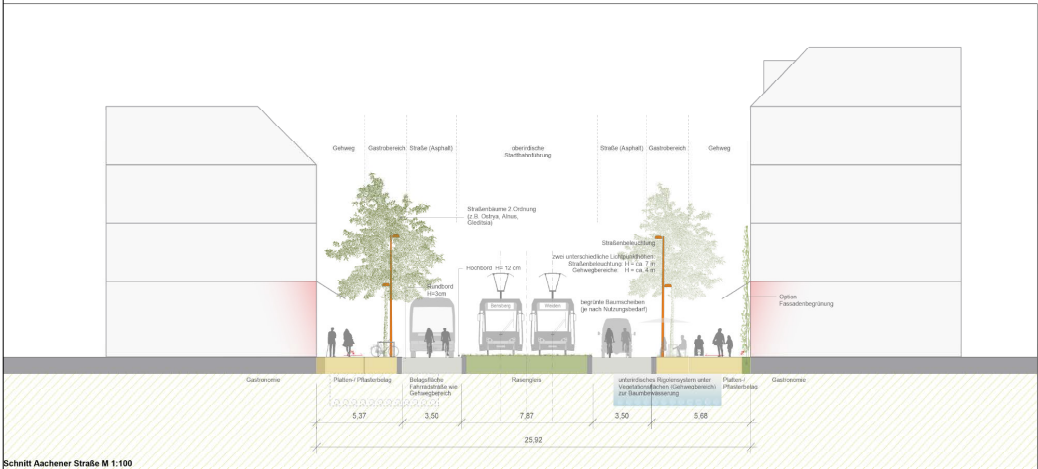 Gehweg
Gastrobereich
Straße (Asphalt)
oberirdische
Stadtbahnführung
Straße (Asphalt)
Gastrobereich
Gehweg
Straßenbäume 2.Ordnung
(z.B. Ostrya, Alnus,
Gleditsia)
Straßenbeleuchtung
zwei unterschiedliche Lichtpunkthöhen:
Straßenbeleuchtung: H = ca. 7 m
Gehwegbereiche: H = ca. 4 m
Hochbord H= 12 cm
Rundbord
H=3cm
Bensberg
Weiden
begrünte Baumscheiben
(je nach Nutzungsbedarf)
Option
Fassadenbegrünung
Gastronomie
Platten-/ Pflasterbelag
Belagsfläche
Fahrradstraße wie
Gehwegbereich
Rasengleis
unterirdisches Rigolensystem unter
Vegetationsflächen (Gehwegbereich)
zur Baumbewässerung
Platten-/
Pflasterbelag
Gastronomie
5,37
3,50
7,87
3,50
5,68
25,92
Schnitt Aachener Straße M 1:100